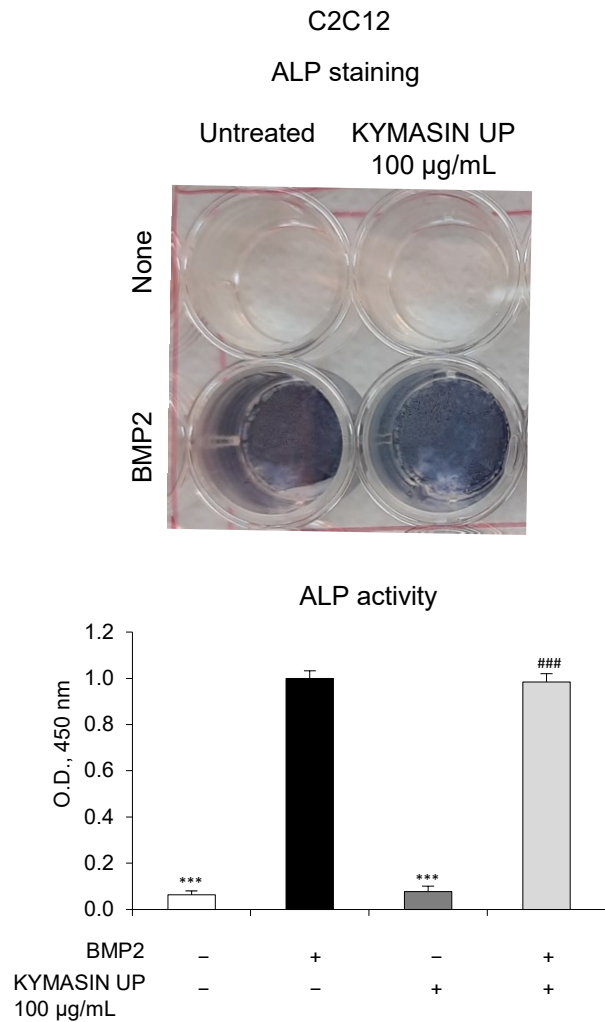 C2C12
ALP staining
Untreated KYMASIN UP
100 µg/mL
None
BMP2
ALP activity
O.D., 450 nm
1.2
1.0
0.8
0.6
0.4
0.2
0.0
***
***
###
BMP2 – + – +
KYMASIN UP – – + +
100 µg/mL